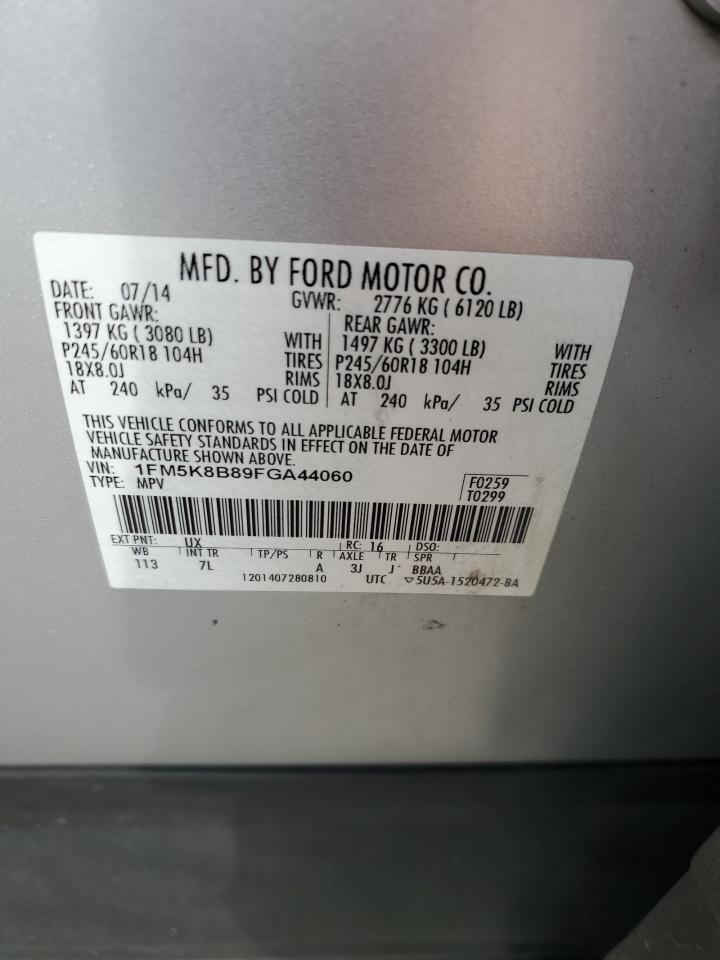 MFD. BY FORD MOTOR CO.
DATE: 07/14 GVWR: 2776 KG ( 6120 LB)
FRONT GAWR: REAR GAWR:
1397 KG ( 3080 LB) WITH 1497 KG ( 3300 LB) WITH
P245/60R18 104H TIRES P245/60R18 104H TIRES
18X8.0J RIMS 18X8.0J RIMS
AT 240 kPa/ 35 PSI COLD AT 240 kPa/ 35 PSI COLD
THIS VEHICLE CONFORMS TO ALL APPLICABLE FEDERAL MOTOR
VEHICLE SAFETY STANDARDS IN EFFECT ON THE DATE OF
MANUFACTURE SHOWN ABOVE.
VIN: 1FM5K8B89FGA44060 F0259
TYPE: MPV T0299
EXT PNT: UX RC: 16 DSO:
WB INT TR TP/PS R AXLE TR SPR
113 7L A 3J J BBAA
1201407280810 UTC ▽5U5A-1520472-BA